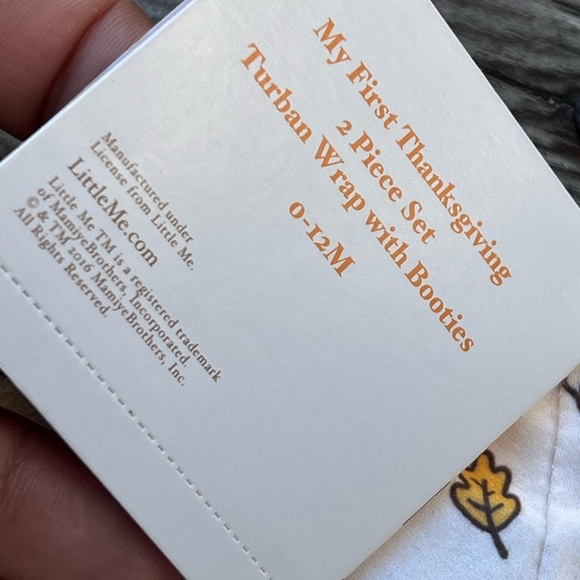 My First Thanksgiving
2 Piece Set
Turban Wrap with Booties
0-12M
Manufactured under
License from Little Me.
LittleMe.com
Little Me TM is a registered trademark
of MamiyeBrothers, Incorporated.
© & TM 2016 MamiyeBrothers, Inc.
All Rights Reserved.